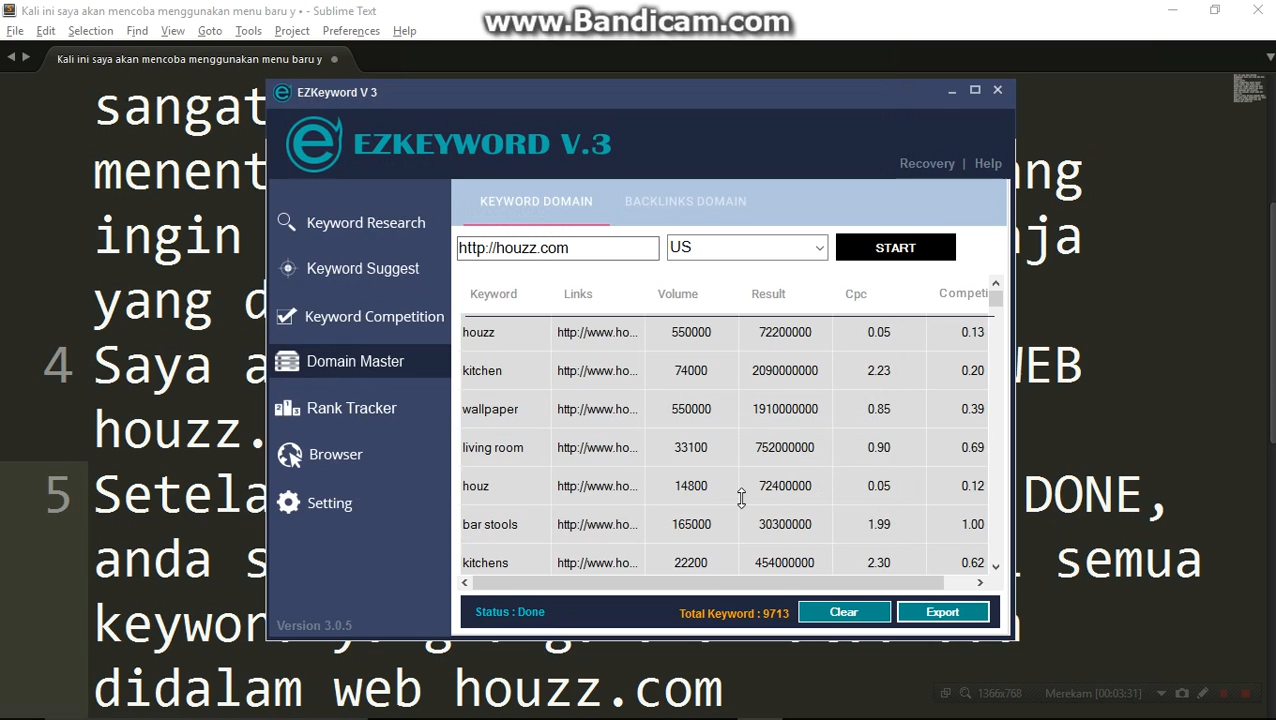 Kali ini saya akan mencoba menggunakan menu baru y • - Sublime Text
www.Bandicam.com
File Edit Selection Find View Goto Tools Project Preferences Help
Kali ini saya akan mencoba menggunakan menu baru y
sangat
menent
ang
ingin
nja
yang d
4 Saya a
WEB
houzz.
5 Setela
DONE,
anda s
semua
keywor
didalam web houzz.com
EZKeyword V 3
EZKEYWORD V.3
Recovery | Help
Keyword Research
Keyword Suggest
Keyword Competition
Domain Master
Rank Tracker
Browser
Setting
Version 3.0.5
KEYWORD DOMAIN BACKLINKS DOMAIN
http://houzz.com US START
Keyword Links Volume Result Cpc Competi
houzz http://www.ho... 550000 72200000 0.05 0.13
kitchen http://www.ho... 74000 2090000000 2.23 0.20
wallpaper http://www.ho... 550000 1910000000 0.85 0.39
living room http://www.ho... 33100 752000000 0.90 0.69
houz http://www.ho... 14800 72400000 0.05 0.12
bar stools http://www.ho... 165000 30300000 1.99 1.00
kitchens http://www.ho... 22200 454000000 2.30 0.62
Status : Done Total Keyword : 9713 Clear Export
1366x768 Merekam [00:03:31]